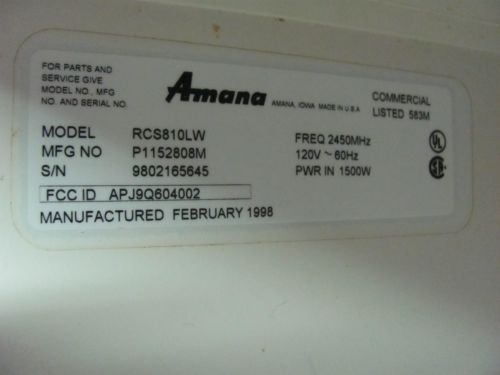 FOR PARTS AND
SERVICE GIVE
MODEL NO., MFG
NO. AND SERIAL NO.
Amana
AMANA, IOWA MADE IN U.S.A
COMMERCIAL
LISTED 583M
MODEL RCS810LW
MFG NO P1152808M
S/N 9802165645
FCC ID APJ9Q604002
MANUFACTURED FEBRUARY 1998
FREQ 2450MHz
120V ~ 60Hz
PWR IN 1500W
UL
SA